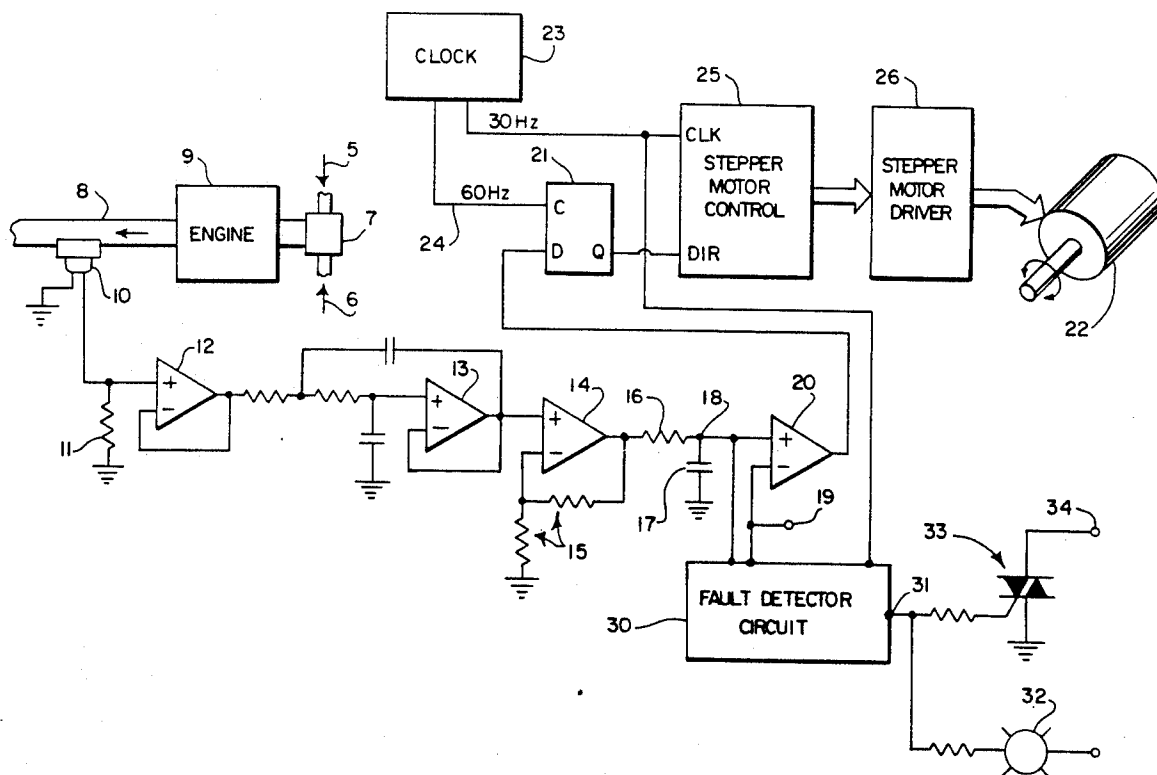 23
CLOCK
25
26
30Hz
CLK
STEPPER
MOTOR
CONTROL
DIR
STEPPER
MOTOR
DRIVER
5
9
21
8
60Hz
C
ENGINE
7
24
D Q
10
6
22
12
13
14
20
16
18
11
19
17
34
15
33
31
FAULT DETECTOR
CIRCUIT
30
32
+
−
+
−
+
−
+
−